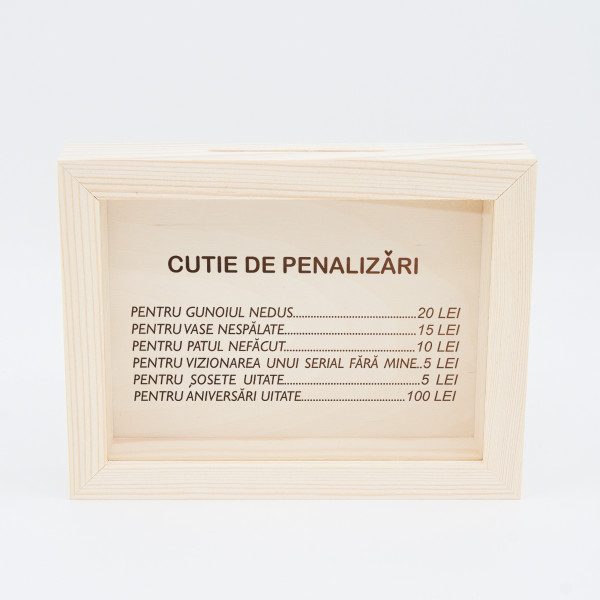 CUTIE DE PENALIZĂRI
PENTRU GUNOIUL NEDUS......................................20 LEI
PENTRU VASE NESPĂLATE.........................................15 LEI
PENTRU PATUL NEFĂCUT........................................10 LEI
PENTRU VIZIONAREA UNUI SERIAL FĂRĂ MINE..5 LEI
PENTRU ȘOSETE UITATE..........................................5 LEI
PENTRU ANIVERSĂRI UITATE................................100 LEI